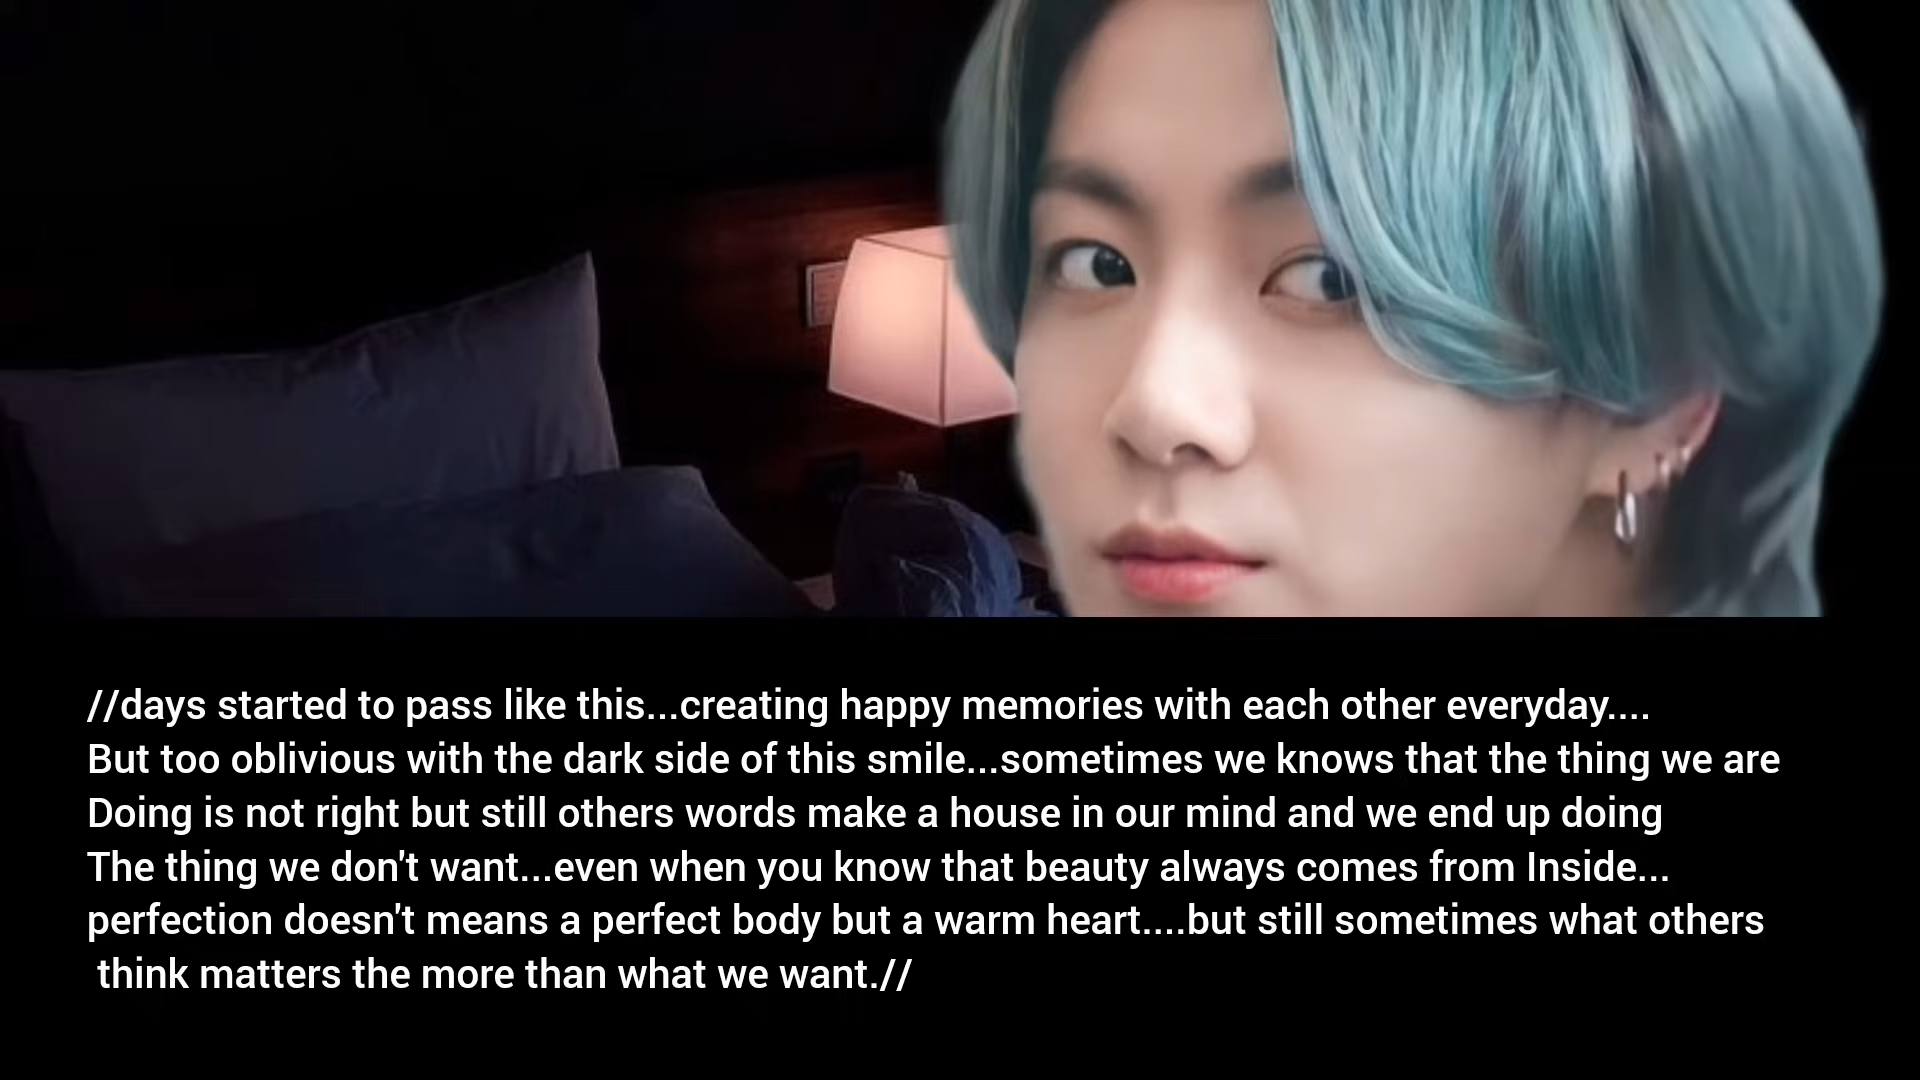 //days started to pass like this...creating happy memories with each other everyday....
But too oblivious with the dark side of this smile...sometimes we knows that the thing we are
Doing is not right but still others words make a house in our mind and we end up doing
The thing we don't want...even when you know that beauty always comes from Inside...
perfection doesn't means a perfect body but a warm heart....but still sometimes what others
think matters the more than what we want.//